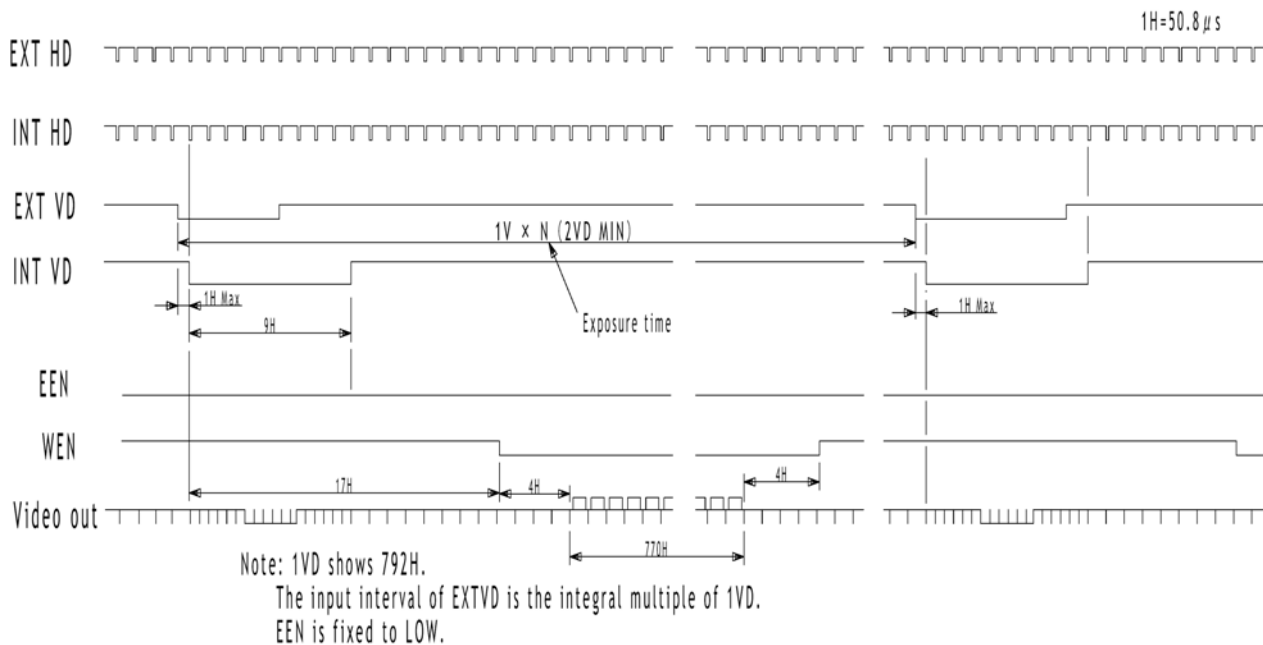 1H=50.8μs
EXT HD
INT HD
EXT VD
1V × N (2VD MIN)
INT VD
1H Max
1H Max
9H
Exposure time
EEN
WEN
17H
4H
4H
Video out
770H
Note: 1VD shows 792H.
The input interval of EXTVD is the integral multiple of 1VD.
EEN is fixed to LOW.